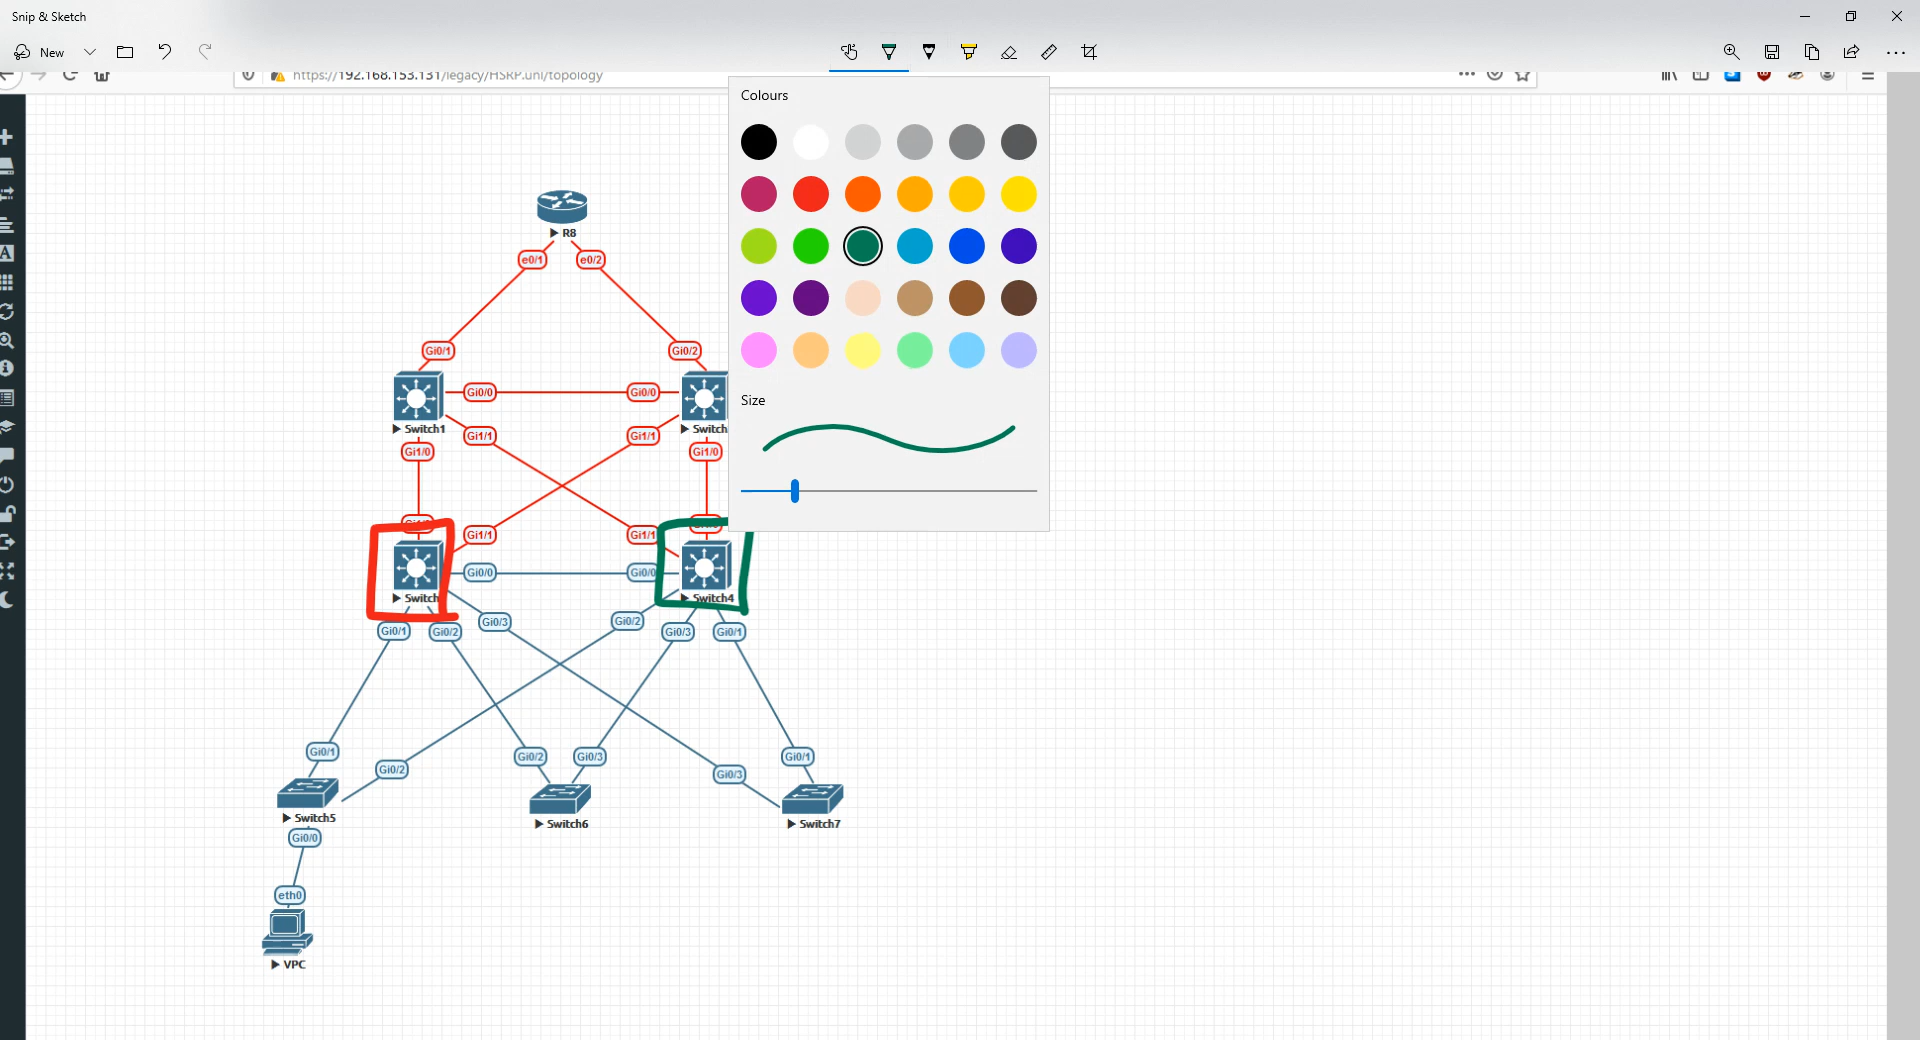 Snip & Sketch
New
https://192.168.153.131/legacy/HSRP.unl/topology
Colours
R8
e0/1
e0/2
Gi0/1
Gi0/2
Gi0/0
Gi0/0
Size
Switch1
Switch
Gi1/1
Gi1/1
Gi1/0
Gi1/0
Gi1/1
Gi1/1
Gi0/0
Gi0/0
Switch
Switch4
Gi0/1
Gi0/2
Gi0/3
Gi0/2
Gi0/3
Gi0/1
Gi0/1
Gi0/2
Gi0/2
Gi0/3
Gi0/3
Gi0/1
Switch5
Switch6
Switch7
Gi0/0
eth0
VPC